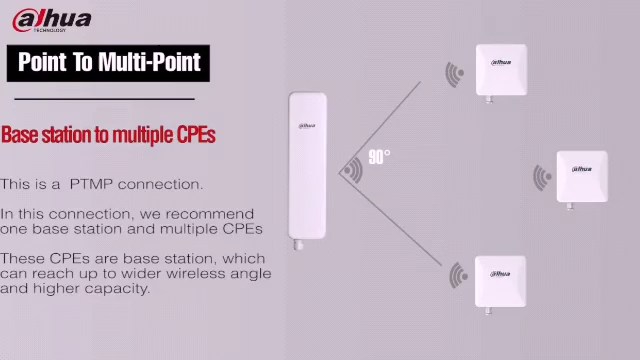 alhua
TECHNOLOGY
Point To Multi-Point
Base station to multiple CPEs
This is a PTMP connection.
In this connection, we recommend
one base station and multiple CPEs
These CPEs are base station, which
can reach up to wider wireless angle
and higher capacity.
alhua
90°
alhua
alhua
alhua